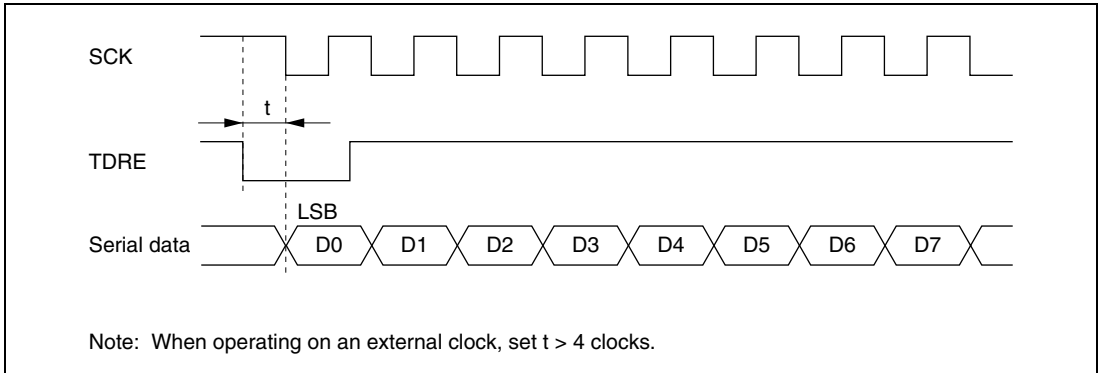 SCK
t
TDRE
LSB
Serial data D0 D1 D2 D3 D4 D5 D6 D7
Note: When operating on an external clock, set t > 4 clocks.